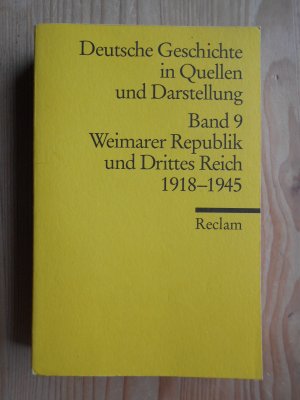 Deutsche Geschichte
in Quellen
und Darstellung
Band 9
Weimarer Republik
und Drittes Reich
1918–1945
Reclam